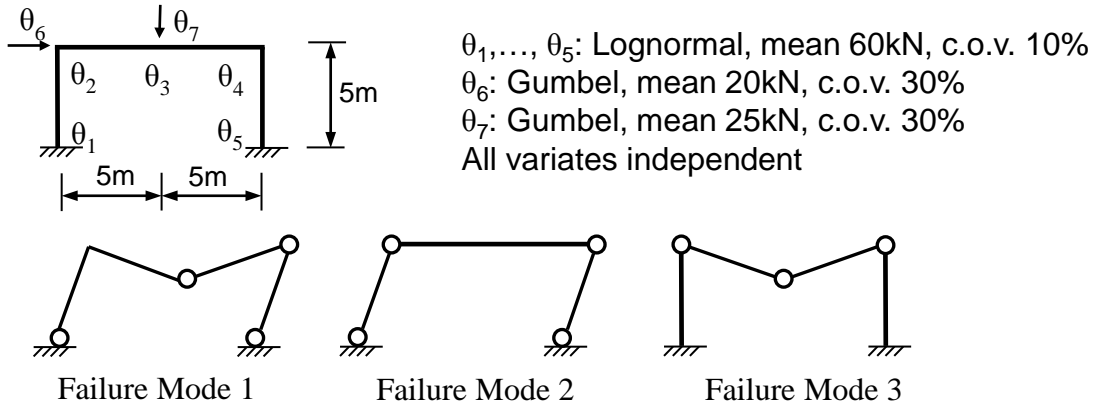 θ6
θ7
θ2
θ3
θ4
θ1
θ5
5m
5m
5m
θ1,…, θ5: Lognormal, mean 60kN, c.o.v. 10%
θ6: Gumbel, mean 20kN, c.o.v. 30%
θ7: Gumbel, mean 25kN, c.o.v. 30%
All variates independent
Failure Mode 1
Failure Mode 2
Failure Mode 3